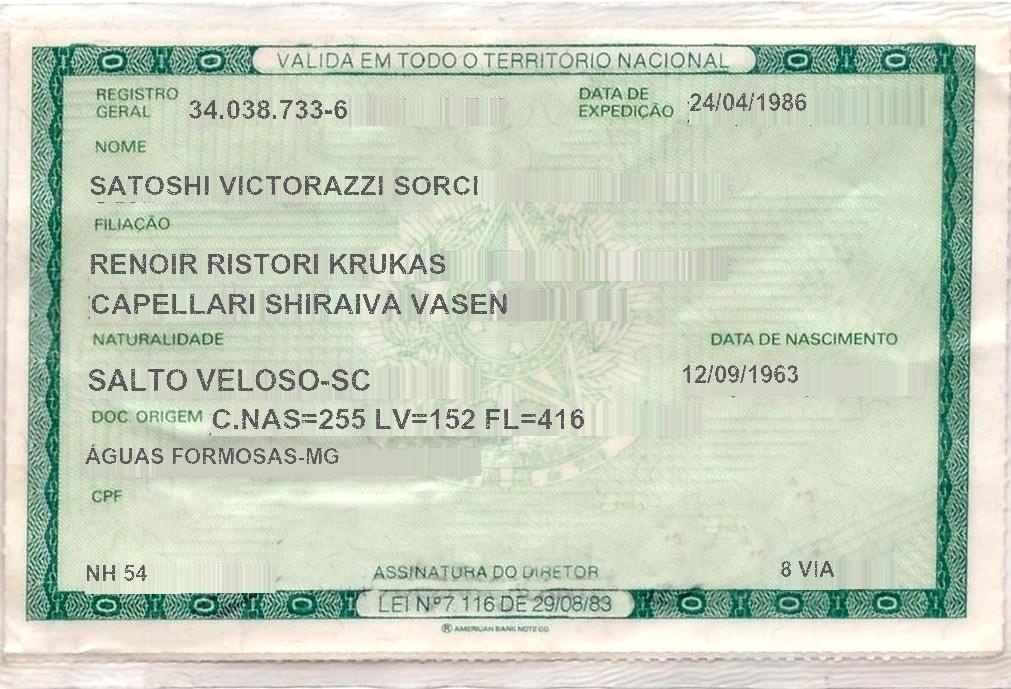 VALIDA EM TODO O TERRITORIO NACIONAL
REGISTRO GERAL 34.038.733-6 DATA DE EXPEDIÇÃO 24/04/1986
NOME
SATOSHI VICTORAZZI SORCI
FILIAÇÃO
RENOIR RISTORI KRUKAS
CAPELLARI SHIRAIVA VASEN
NATURALIDADE DATA DE NASCIMENTO
SALTO VELOSO-SC 12/09/1963
DOC. ORIGEM C.NAS=255 LV=152 FL=416
ÁGUAS FORMOSAS-MG
CPF
NH 54 ASSINATURA DO DIRETOR 8 VIA
LEI Nº 7.116 DE 29/08/83
® AMERICAN BANK NOTE CO